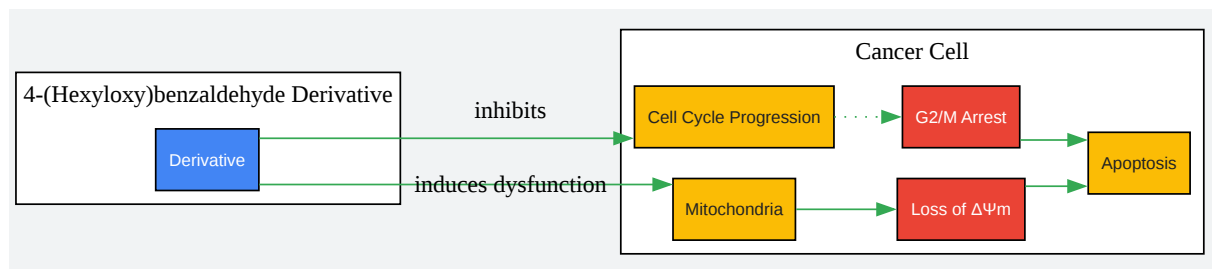 4-(Hexyloxy)benzaldehyde Derivative
Derivative
inhibits
induces dysfunction
Cancer Cell
Cell Cycle Progression
G2/M Arrest
Mitochondria
Loss of ΔΨm
Apoptosis